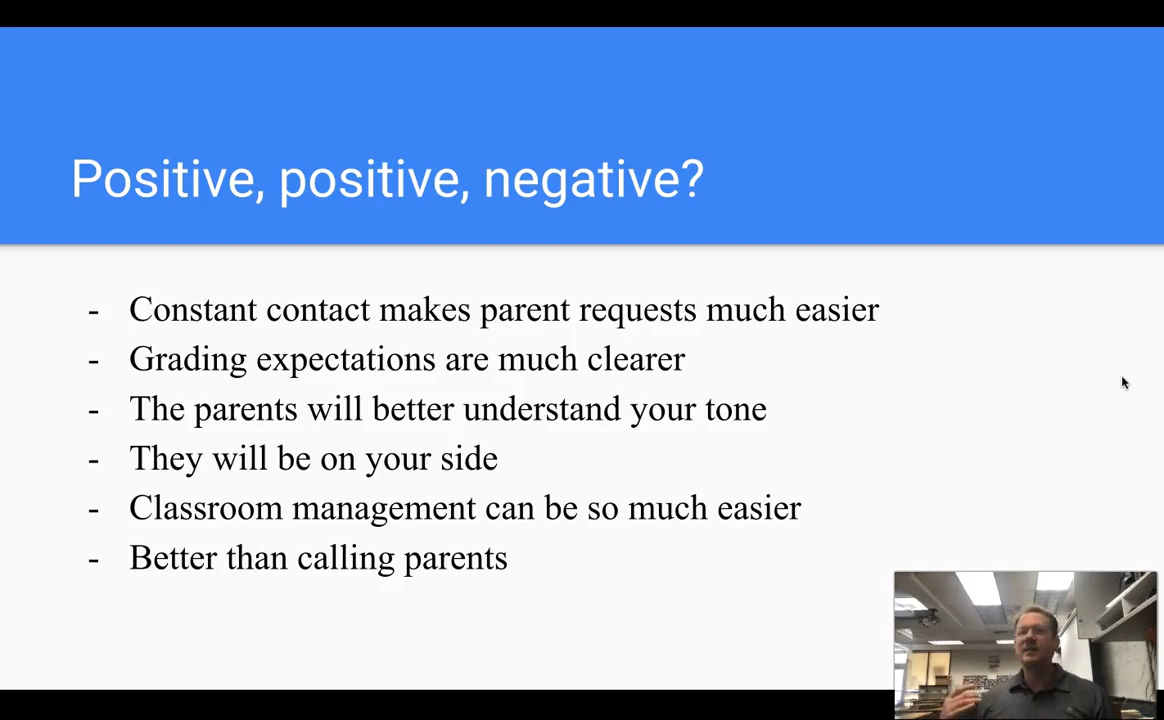 Positive, positive, negative?
- Constant contact makes parent requests much easier
- Grading expectations are much clearer
- The parents will better understand your tone
- They will be on your side
- Classroom management can be so much easier
- Better than calling parents